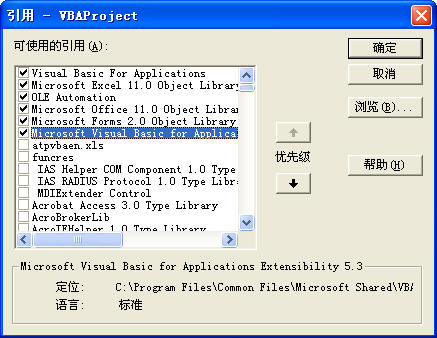 引用 - VBAProject
可使用的引用(A):
Visual Basic For Applications
Microsoft Excel 11.0 Object Library
OLE Automation
Microsoft Office 11.0 Object Librar
Microsoft Forms 2.0 Object Library
Microsoft Visual Basic for Applicat
atpvbaen.xls
funcres
IAS Helper COM Component 1.0 Type
IAS RADIUS Protocol 1.0 Type Libr
MDIExtender Control
Acrobat Access 3.0 Type Library
AcroBrokerLib
AcroIEHelper 1.0 Type Library
确定
取消
浏览(B)...
优先级
帮助(H)
Microsoft Visual Basic for Applications Extensibility 5.3
定位: C:\Program Files\Common Files\Microsoft Shared\VBA
语言: 标准